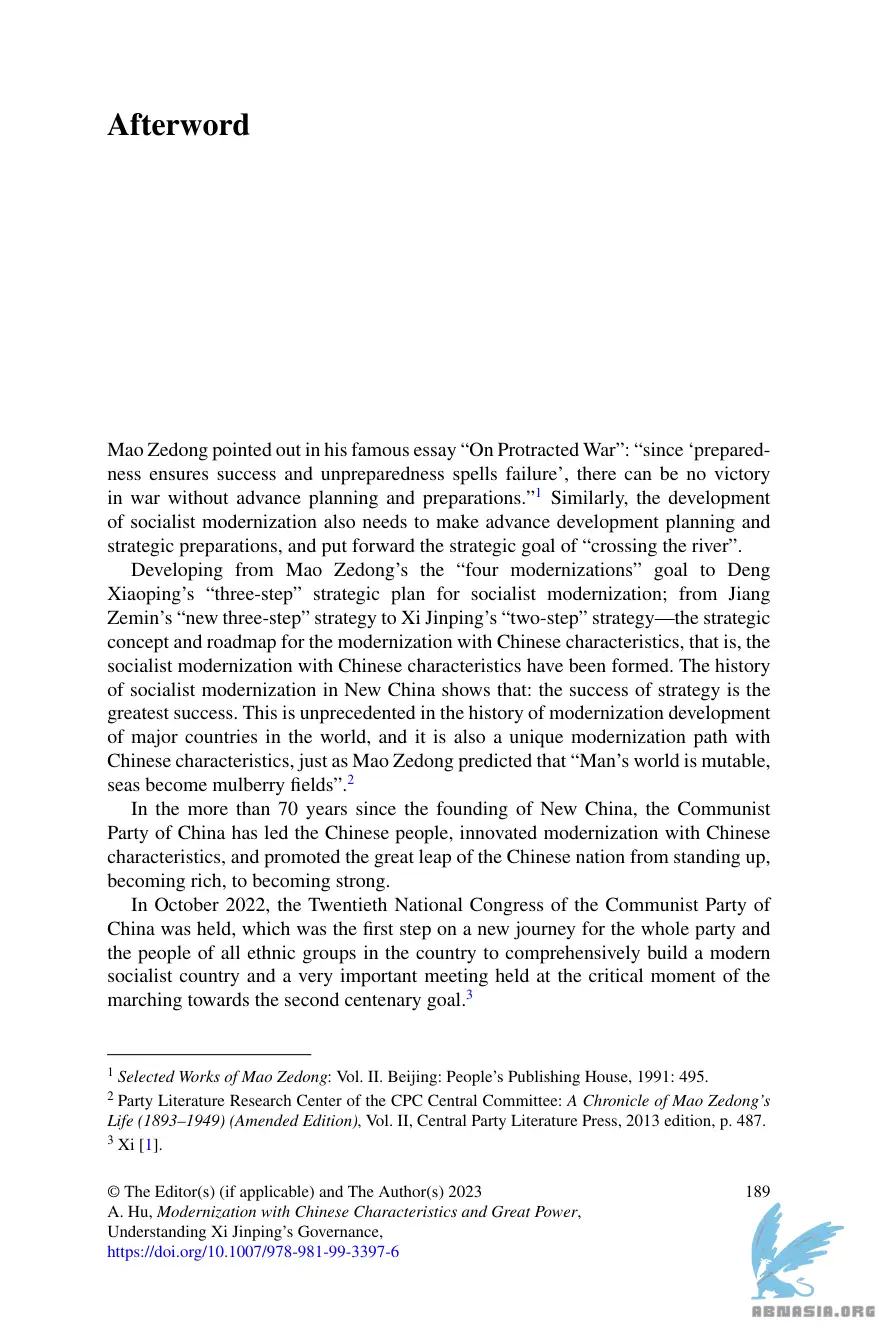 Afterword
Mao Zedong pointed out in his famous essay “On Protracted War”: “since ‘prepared-
ness ensures success and unpreparedness spells failure’, there can be no victory
in war without advance planning and preparations.”1 Similarly, the development
of socialist modernization also needs to make advance development planning and
strategic preparations, and put forward the strategic goal of “crossing the river”.
Developing from Mao Zedong’s the “four modernizations” goal to Deng
Xiaoping’s “three-step” strategic plan for socialist modernization; from Jiang
Zemin’s “new three-step” strategy to Xi Jinping’s “two-step” strategy—the strategic
concept and roadmap for the modernization with Chinese characteristics, that is, the
socialist modernization with Chinese characteristics have been formed. The history
of socialist modernization in New China shows that: the success of strategy is the
greatest success. This is unprecedented in the history of modernization development
of major countries in the world, and it is also a unique modernization path with
Chinese characteristics, just as Mao Zedong predicted that “Man’s world is mutable,
seas become mulberry fields”.2
In the more than 70 years since the founding of New China, the Communist
Party of China has led the Chinese people, innovated modernization with Chinese
characteristics, and promoted the great leap of the Chinese nation from standing up,
becoming rich, to becoming strong.
In October 2022, the Twentieth National Congress of the Communist Party of
China was held, which was the first step on a new journey for the whole party and
the people of all ethnic groups in the country to comprehensively build a modern
socialist country and a very important meeting held at the critical moment of the
marching towards the second centenary goal.3
1 Selected Works of Mao Zedong: Vol. II. Beijing: People’s Publishing House, 1991: 495.
2 Party Literature Research Center of the CPC Central Committee: A Chronicle of Mao Zedong’s
Life (1893–1949) (Amended Edition), Vol. II, Central Party Literature Press, 2013 edition, p. 487.
3 Xi [1].
© The Editor(s) (if applicable) and The Author(s) 2023 189
A. Hu, Modernization with Chinese Characteristics and Great Power,
Understanding Xi Jinping’s Governance,
https://doi.org/10.1007/978-981-99-3397-6
ABNASIA.ORG